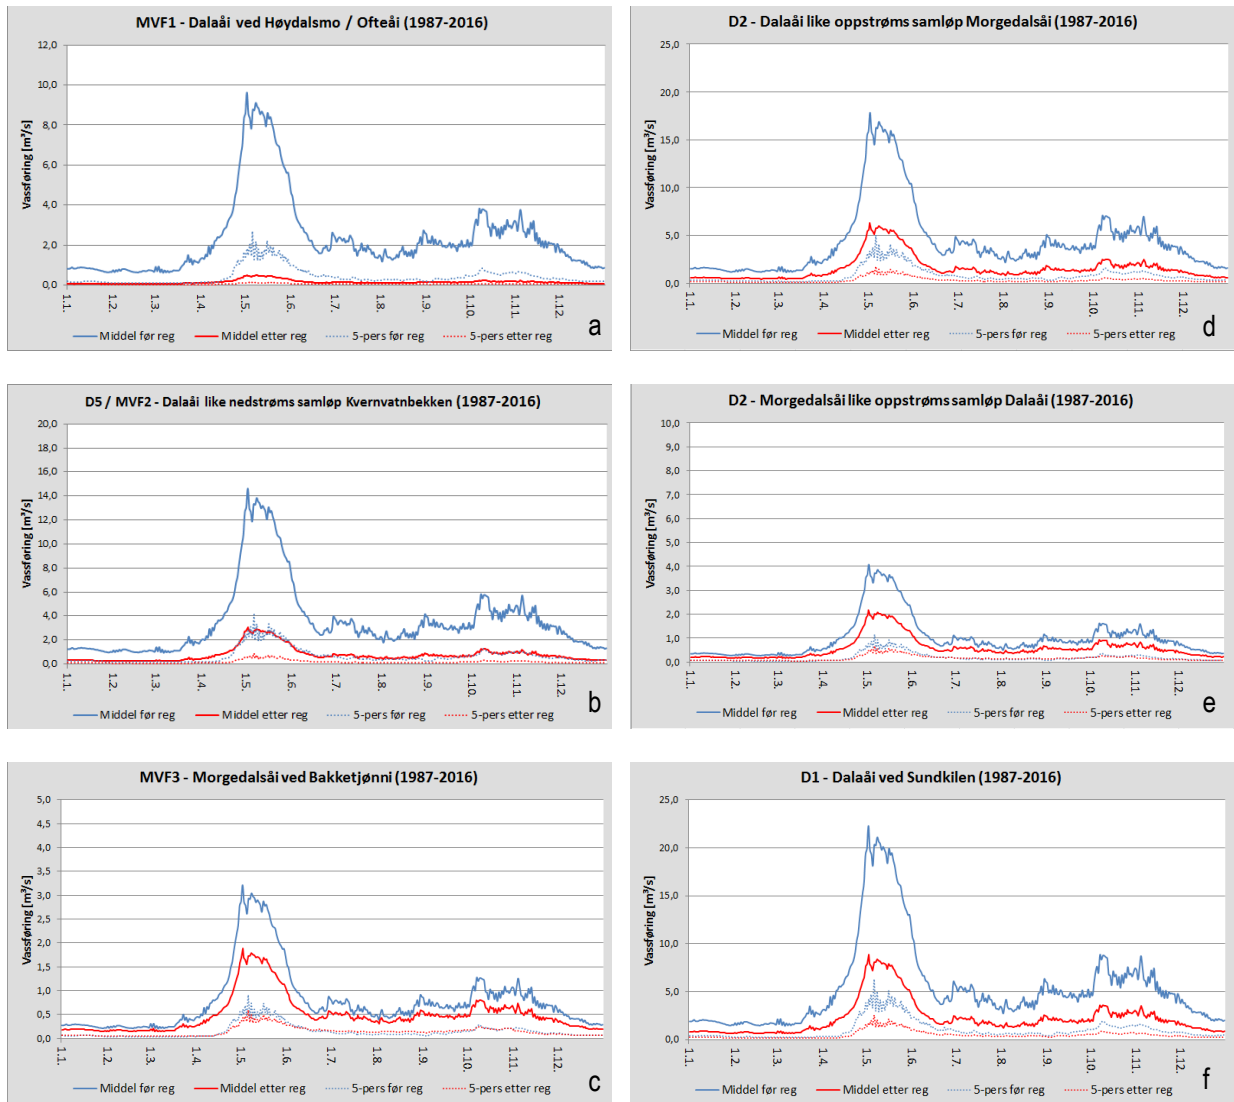 MVF1 - Dalaåi ved Høydalsmo / Ofteåi (1987-2016)
Vassføring [m³/s]
12,0
10,0
8,0
6,0
4,0
2,0
0,0
1.1. 1.2. 1.3. 1.4. 1.5. 1.6. 1.7. 1.8. 1.9. 1.10. 1.11. 1.12.
Middel før reg Middel etter reg 5-pers før reg 5-pers etter reg
a
D2 - Dalaåi like oppstrøms samløp Morgedalsåi (1987-2016)
Vassføring [m³/s]
25,0
20,0
15,0
10,0
5,0
0,0
1.1. 1.2. 1.3. 1.4. 1.5. 1.6. 1.7. 1.8. 1.9. 1.10. 1.11. 1.12.
Middel før reg Middel etter reg 5-pers før reg 5-pers etter reg
d
D5 / MVF2 - Dalaåi like nedstrøms samløp Kvernvatnbekken (1987-2016)
Vassføring [m³/s]
20,0
18,0
16,0
14,0
12,0
10,0
8,0
6,0
4,0
2,0
0,0
1.1. 1.2. 1.3. 1.4. 1.5. 1.6. 1.7. 1.8. 1.9. 1.10. 1.11. 1.12.
Middel før reg Middel etter reg 5-pers før reg 5-pers etter reg
b
D2 - Morgedalsåi like oppstrøms samløp Dalaåi (1987-2016)
Vassføring [m³/s]
10,0
9,0
8,0
7,0
6,0
5,0
4,0
3,0
2,0
1,0
0,0
1.1. 1.2. 1.3. 1.4. 1.5. 1.6. 1.7. 1.8. 1.9. 1.10. 1.11. 1.12.
Middel før reg Middel etter reg 5-pers før reg 5-pers etter reg
e
MVF3 - Morgedalsåi ved Bakketjønni (1987-2016)
Vassføring [m³/s]
5,0
4,5
4,0
3,5
3,0
2,5
2,0
1,5
1,0
0,5
0,0
1.1. 1.2. 1.3. 1.4. 1.5. 1.6. 1.7. 1.8. 1.9. 1.10. 1.11. 1.12.
Middel før reg Middel etter reg 5-pers før reg 5-pers etter reg
c
D1 - Dalaåi ved Sundkilen (1987-2016)
Vassføring [m³/s]
25,0
20,0
15,0
10,0
5,0
0,0
1.1. 1.2. 1.3. 1.4. 1.5. 1.6. 1.7. 1.8. 1.9. 1.10. 1.11. 1.12.
Middel før reg Middel etter reg 5-pers før reg 5-pers etter reg
f